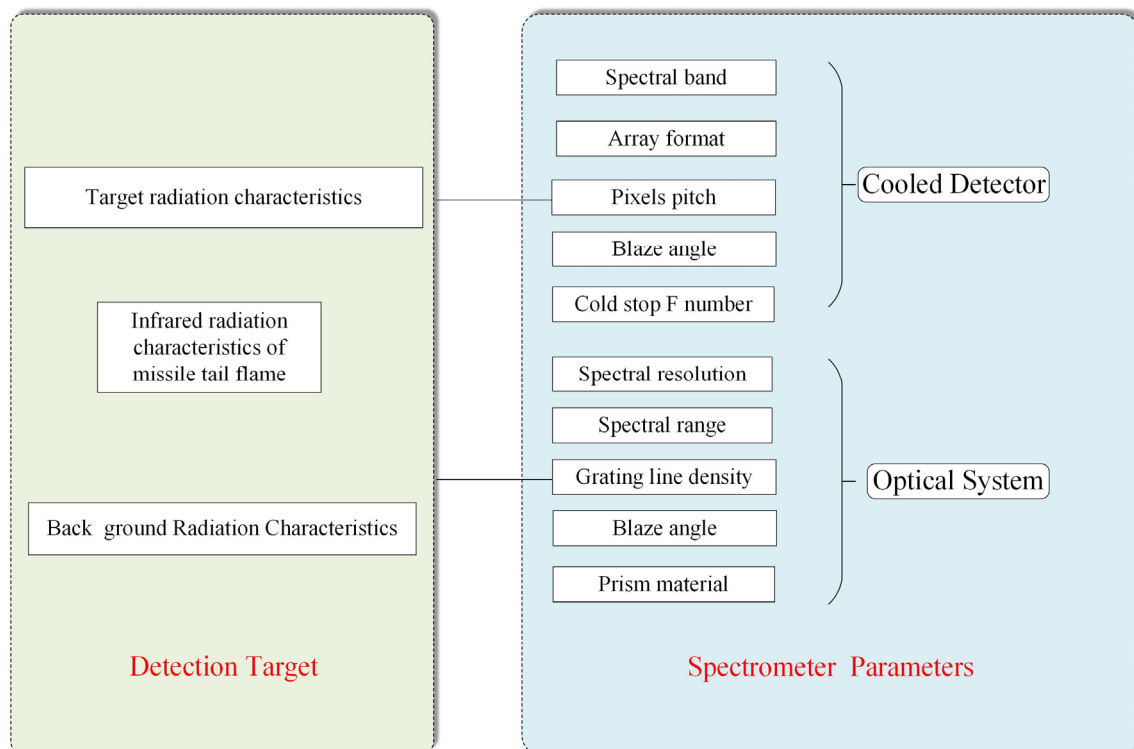 Target radiation characteristics
Infrared radiation
characteristics of
missile tail flame
Back ground Radiation Characteristics
Detection Target
Spectral band
Array format
Pixels pitch
Blaze angle
Cold stop F number
Cooled Detector
Spectral resolution
Spectral range
Grating line density
Blaze angle
Prism material
Optical System
Spectrometer Parameters